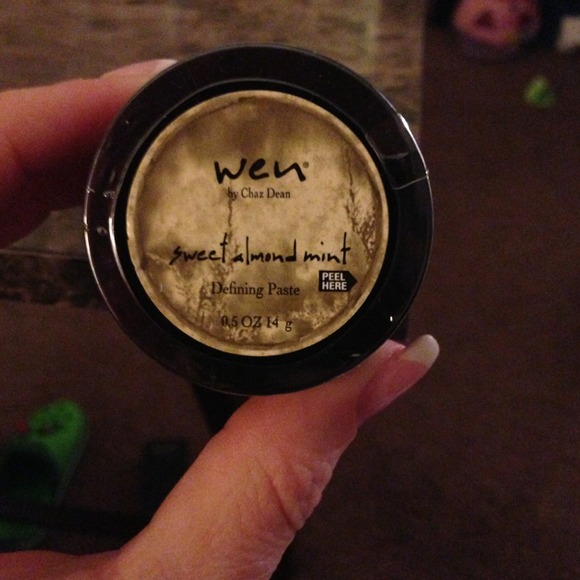 wen®
by Chaz Dean
sweet almond mint
Defining Paste
PEEL
HERE
0.5 OZ 14 g